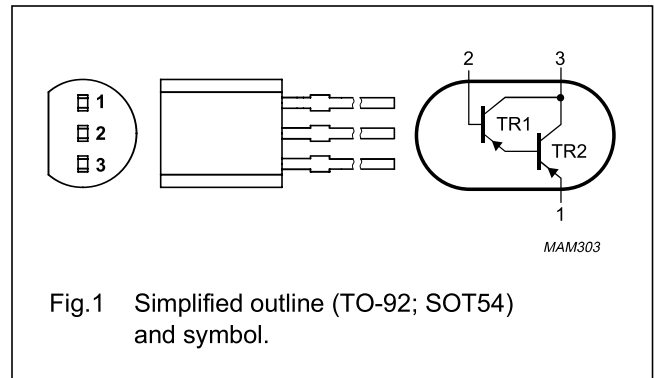 1
2
3
2
3
TR1
TR2
1
MAM303
Fig.1 Simplified outline (TO-92; SOT54)
and symbol.